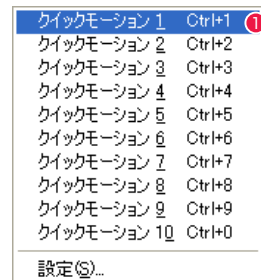 クイックモーション 1 Ctrl+1 1
クイックモーション 2 Ctrl+2
クイックモーション 3 Ctrl+3
クイックモーション 4 Ctrl+4
クイックモーション 5 Ctrl+5
クイックモーション 6 Ctrl+6
クイックモーション 7 Ctrl+7
クイックモーション 8 Ctrl+8
クイックモーション 9 Ctrl+9
クイックモーション 10 Ctrl+0
設定(S)...